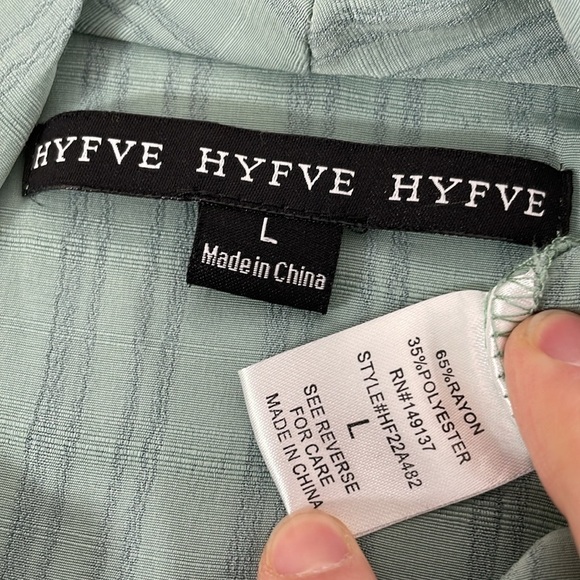 HYFVE HYFVE HYFVE
L
Made in China
65%RAYON
35%POLYESTER
RN#149137
STYLE#HF22A482
L
SEE REVERSE
FOR CARE
MADE IN CHINA